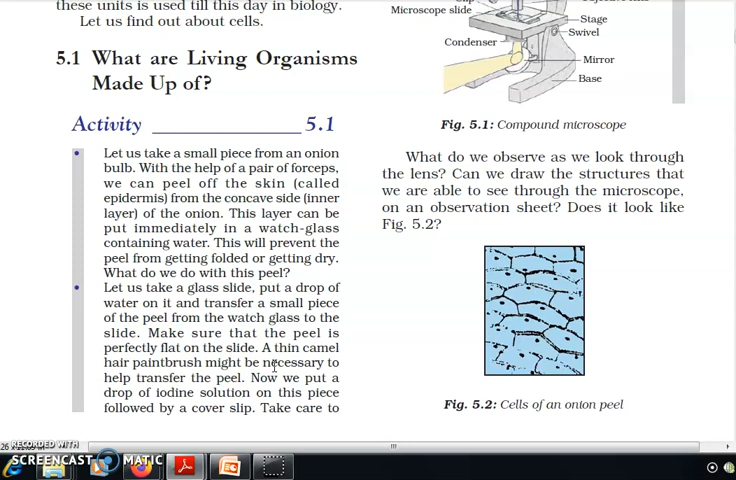 these units is used till this day in biology.
Let us find out about cells.
5.1 What are Living Organisms
Made Up of?
Activity ______________ 5.1
• Let us take a small piece from an onion
bulb. With the help of a pair of forceps,
we can peel off the skin (called
epidermis) from the concave side (inner
layer) of the onion. This layer can be
put immediately in a watch-glass
containing water. This will prevent the
peel from getting folded or getting dry.
What do we do with this peel?
• Let us take a glass slide, put a drop of
water on it and transfer a small piece
of the peel from the watch glass to the
slide. Make sure that the peel is
perfectly flat on the slide. A thin camel
hair paintbrush might be necessary to
help transfer the peel. Now we put a
drop of iodine solution on this piece
followed by a cover slip. Take care to
Microscope slide
Stage
Swivel
Condenser
Mirror
Base
Fig. 5.1: Compound microscope
What do we observe as we look through
the lens? Can we draw the structures that
we are able to see through the microscope,
on an observation sheet? Does it look like
Fig. 5.2?
Fig. 5.2: Cells of an onion peel
RECORDED WITH
SCREENCAST MATIC